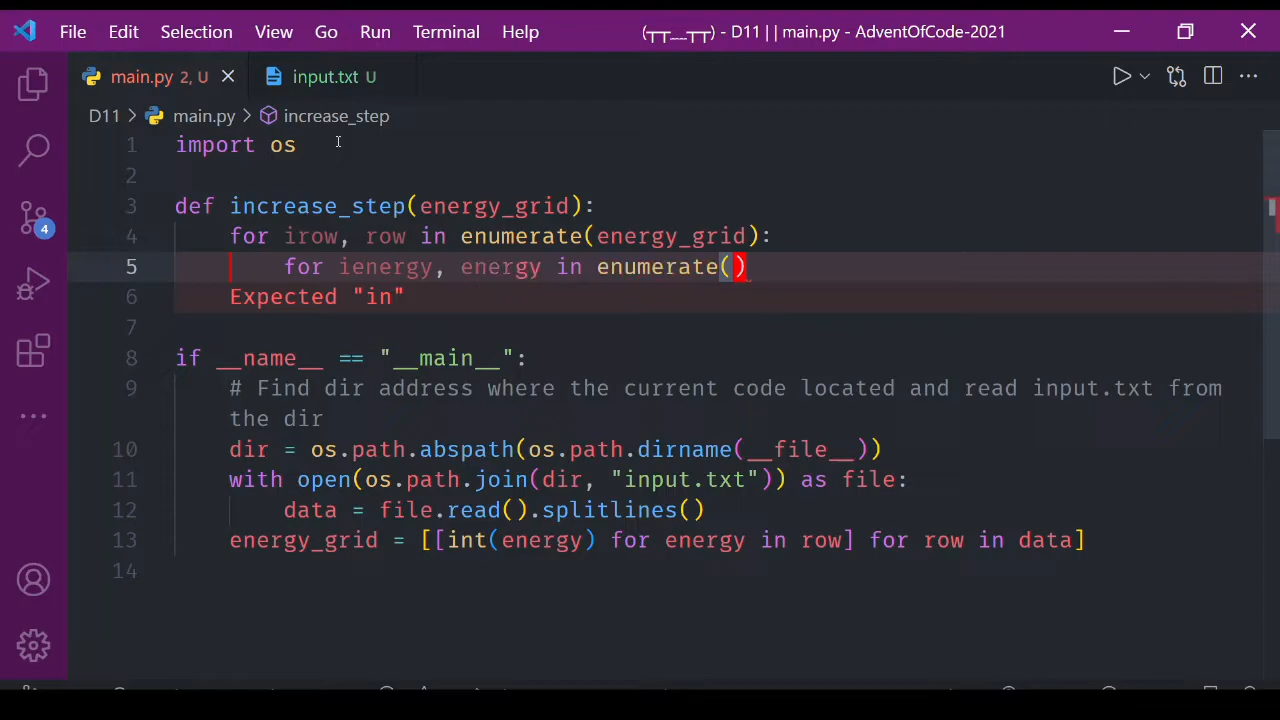 File Edit Selection View Go Run Terminal Help (┬┬﹏┬┬) - D11 | | main.py - AdventOfCode-2021
main.py 2, U input.txt U
D11 > main.py > increase_step
1 import os
2
3 def increase_step(energy_grid):
4 for irow, row in enumerate(energy_grid):
5 for ienergy, energy in enumerate()
6 Expected "in"
7
8 if __name__ == "__main__":
9 # Find dir address where the current code located and read input.txt from
the dir
10 dir = os.path.abspath(os.path.dirname(__file__))
11 with open(os.path.join(dir, "input.txt")) as file:
12 data = file.read().splitlines()
13 energy_grid = [[int(energy) for energy in row] for row in data]
14
4